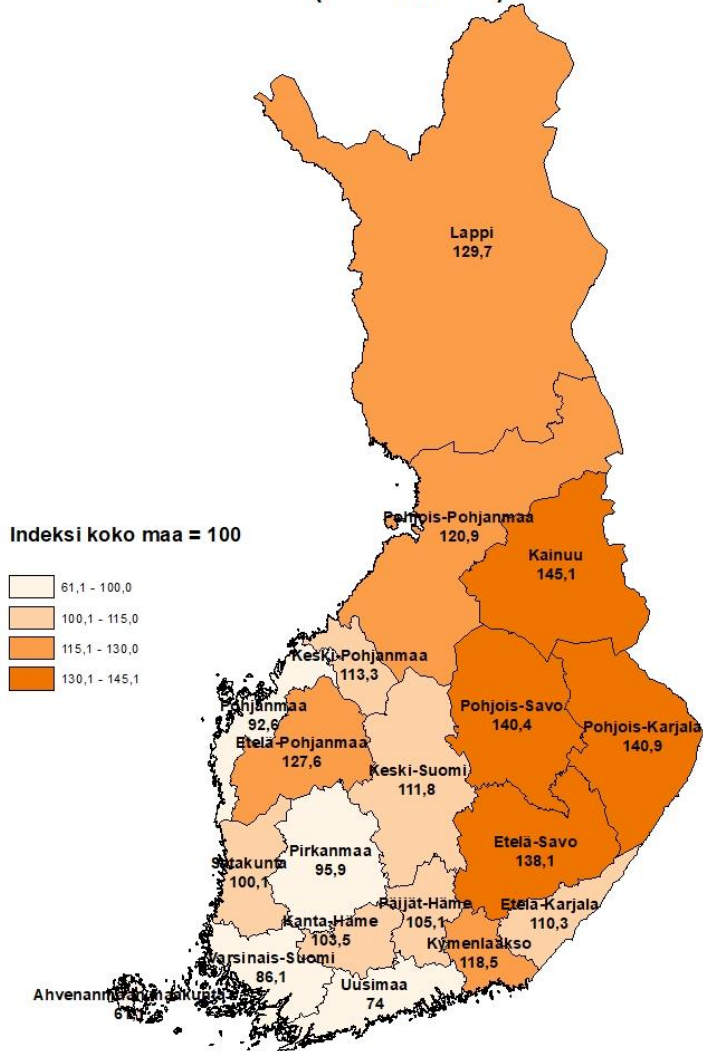 Lappi
129,7
Pohjois-Pohjanmaa
120,9
Indeksi koko maa = 100
61,1 - 100,0
100,1 - 115,0
115,1 - 130,0
130,1 - 145,1
Kainuu
145,1
Keski-Pohjanmaa
113,3
Pohjanmaa
92,6
Etelä-Pohjanmaa
127,6
Keski-Suomi
111,8
Pohjois-Savo
140,4
Pohjois-Karjala
140,9
Etelä-Savo
138,1
Pirkanmaa
95,9
Satakunta
100,1
Päijät-Häme
105,1
Etelä-Karjala
110,3
Kanta-Häme
103,5
Kymenlaakso
118,5
Varsinais-Suomi
86,1
Uusimaa
74
Ahvenanmaan maakunta